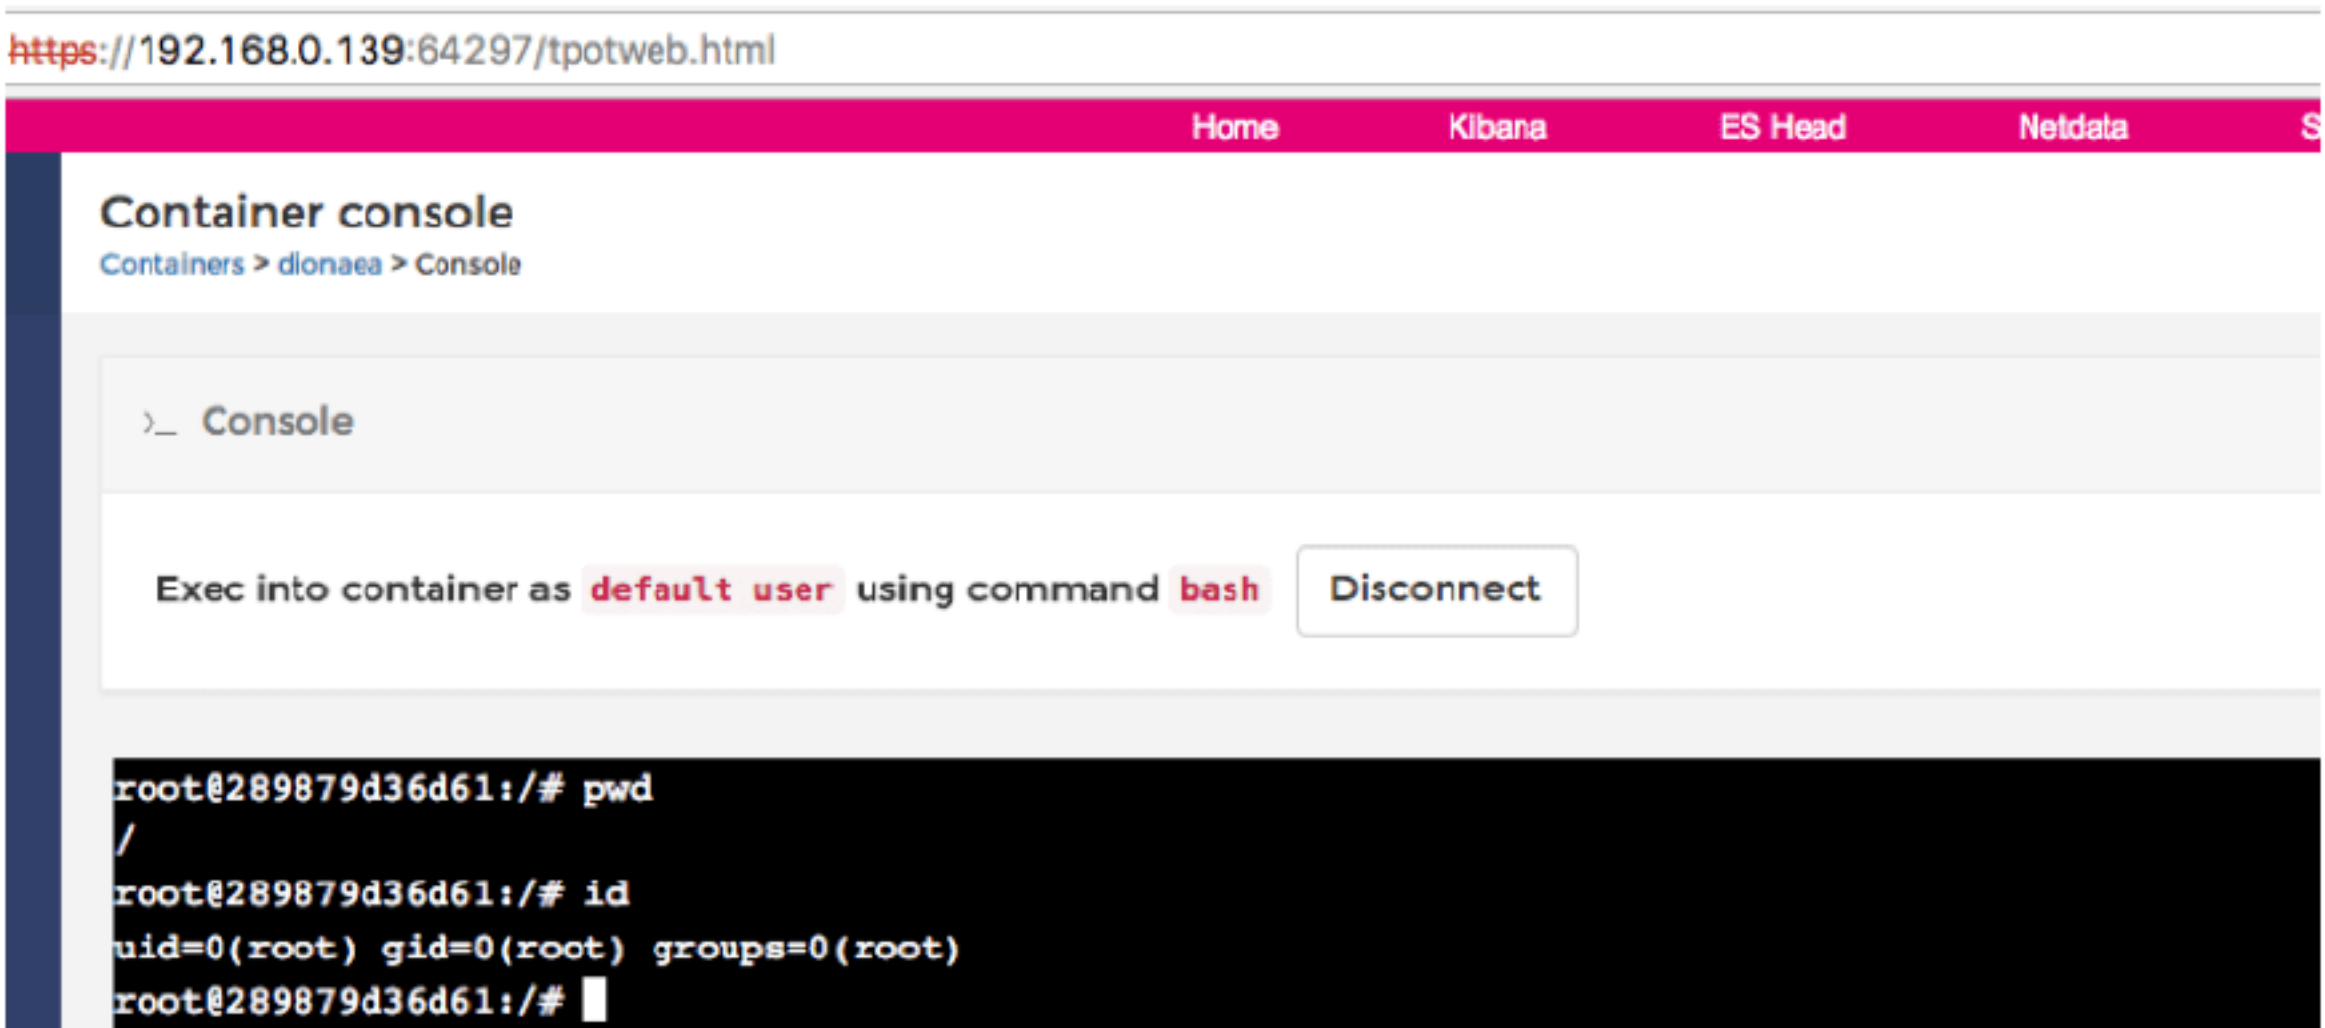 https://192.168.0.139:64297/tpotweb.html
Home Kibana ES Head Netdata S
Container console
Containers > dionaea > Console
>_ Console
Exec into container as default user using command bash Disconnect
root@289879d36d61:/# pwd
/
root@289879d36d61:/# id
uid=0(root) gid=0(root) groups=0(root)
root@289879d36d61:/#